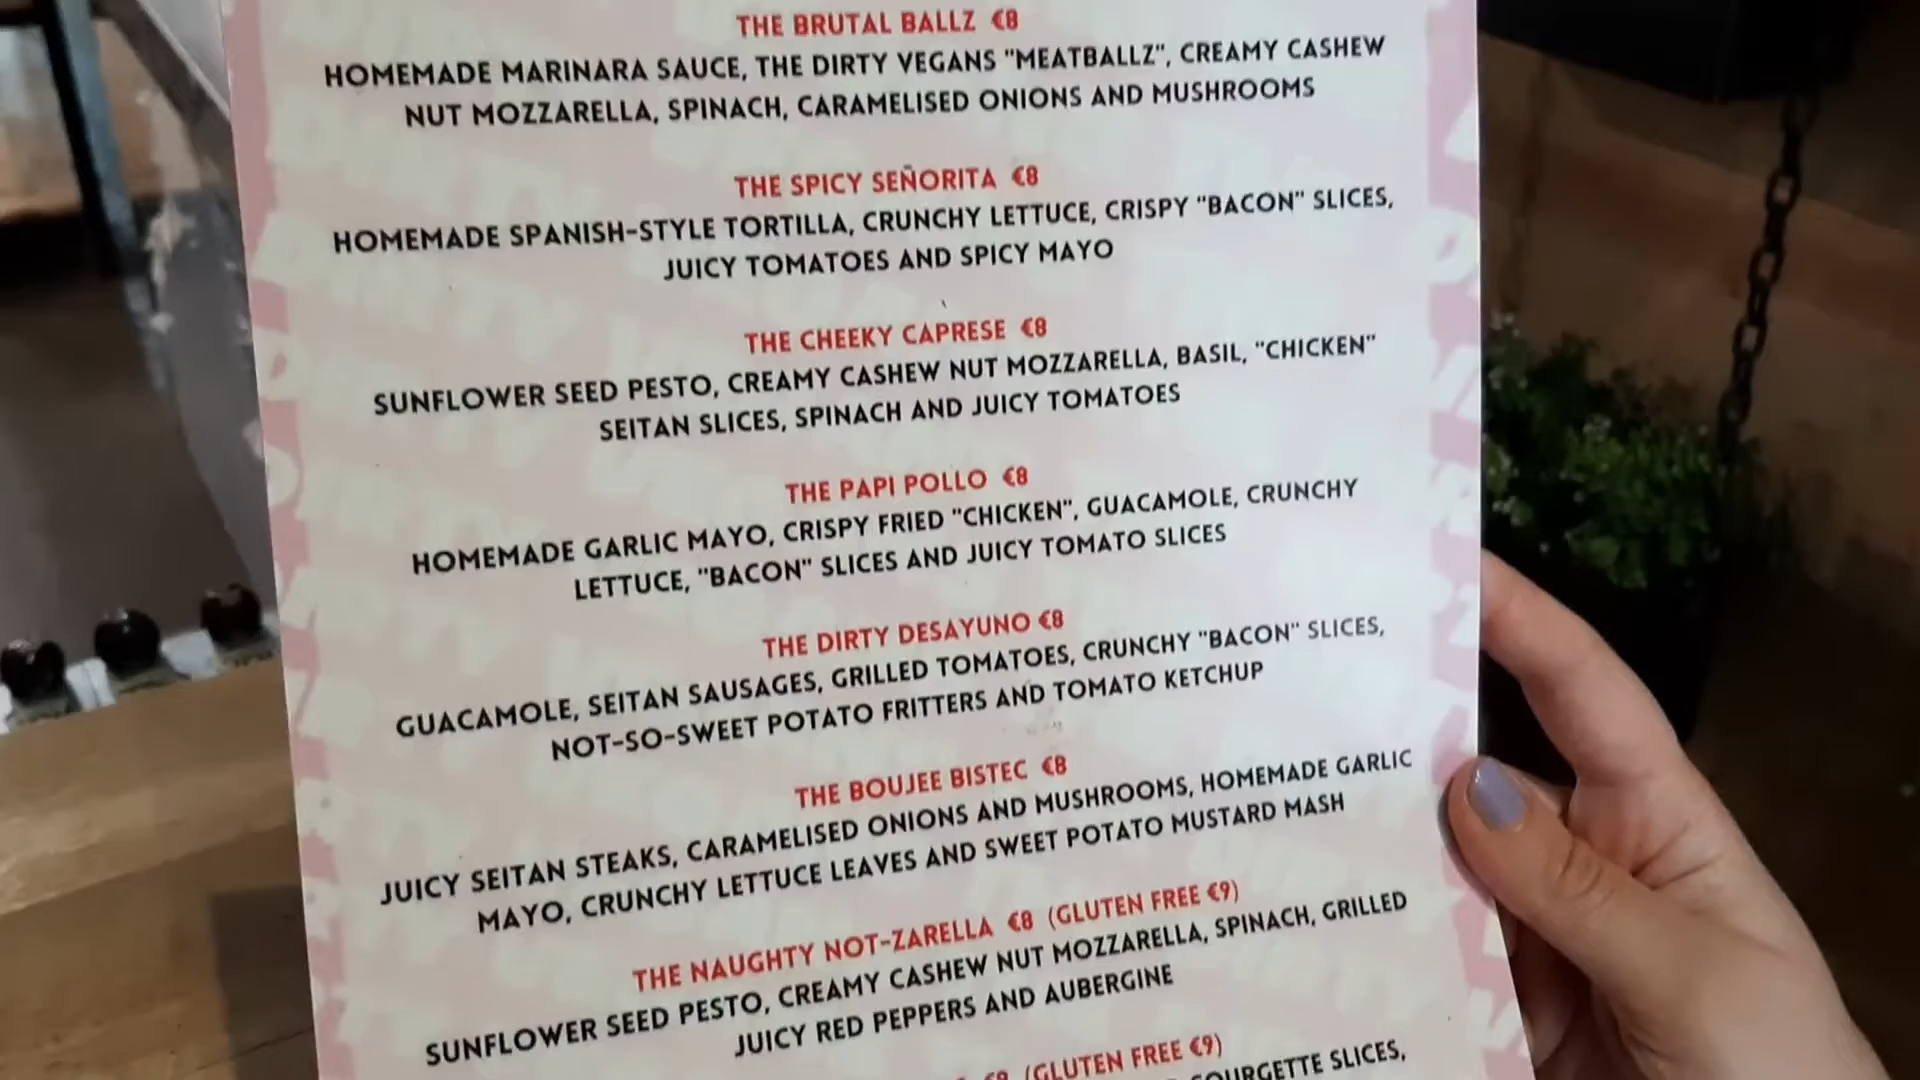 THE BRUTAL BALLZ €8
HOMEMADE MARINARA SAUCE, THE DIRTY VEGANS "MEATBALLZ", CREAMY CASHEW
NUT MOZZARELLA, SPINACH, CARAMELISED ONIONS AND MUSHROOMS
THE SPICY SEÑORITA €8
HOMEMADE SPANISH-STYLE TORTILLA, CRUNCHY LETTUCE, CRISPY "BACON" SLICES,
JUICY TOMATOES AND SPICY MAYO
THE CHEEKY CAPRESE €8
SUNFLOWER SEED PESTO, CREAMY CASHEW NUT MOZZARELLA, BASIL, "CHICKEN"
SEITAN SLICES, SPINACH AND JUICY TOMATOES
THE PAPI POLLO €8
HOMEMADE GARLIC MAYO, CRISPY FRIED "CHICKEN", GUACAMOLE, CRUNCHY
LETTUCE, "BACON" SLICES AND JUICY TOMATO SLICES
THE DIRTY DESAYUNO €8
GUACAMOLE, SEITAN SAUSAGES, GRILLED TOMATOES, CRUNCHY "BACON" SLICES,
NOT-SO-SWEET POTATO FRITTERS AND TOMATO KETCHUP
THE BOUJEE BISTEC €8
JUICY SEITAN STEAKS, CARAMELISED ONIONS AND MUSHROOMS, HOMEMADE GARLIC
MAYO, CRUNCHY LETTUCE LEAVES AND SWEET POTATO MUSTARD MASH
THE NAUGHTY NOT-ZARELLA €8 (GLUTEN FREE €9)
SUNFLOWER SEED PESTO, CREAMY CASHEW NUT MOZZARELLA, SPINACH, GRILLED
JUICY RED PEPPERS AND AUBERGINE
(GLUTEN FREE €9)
SLICES,